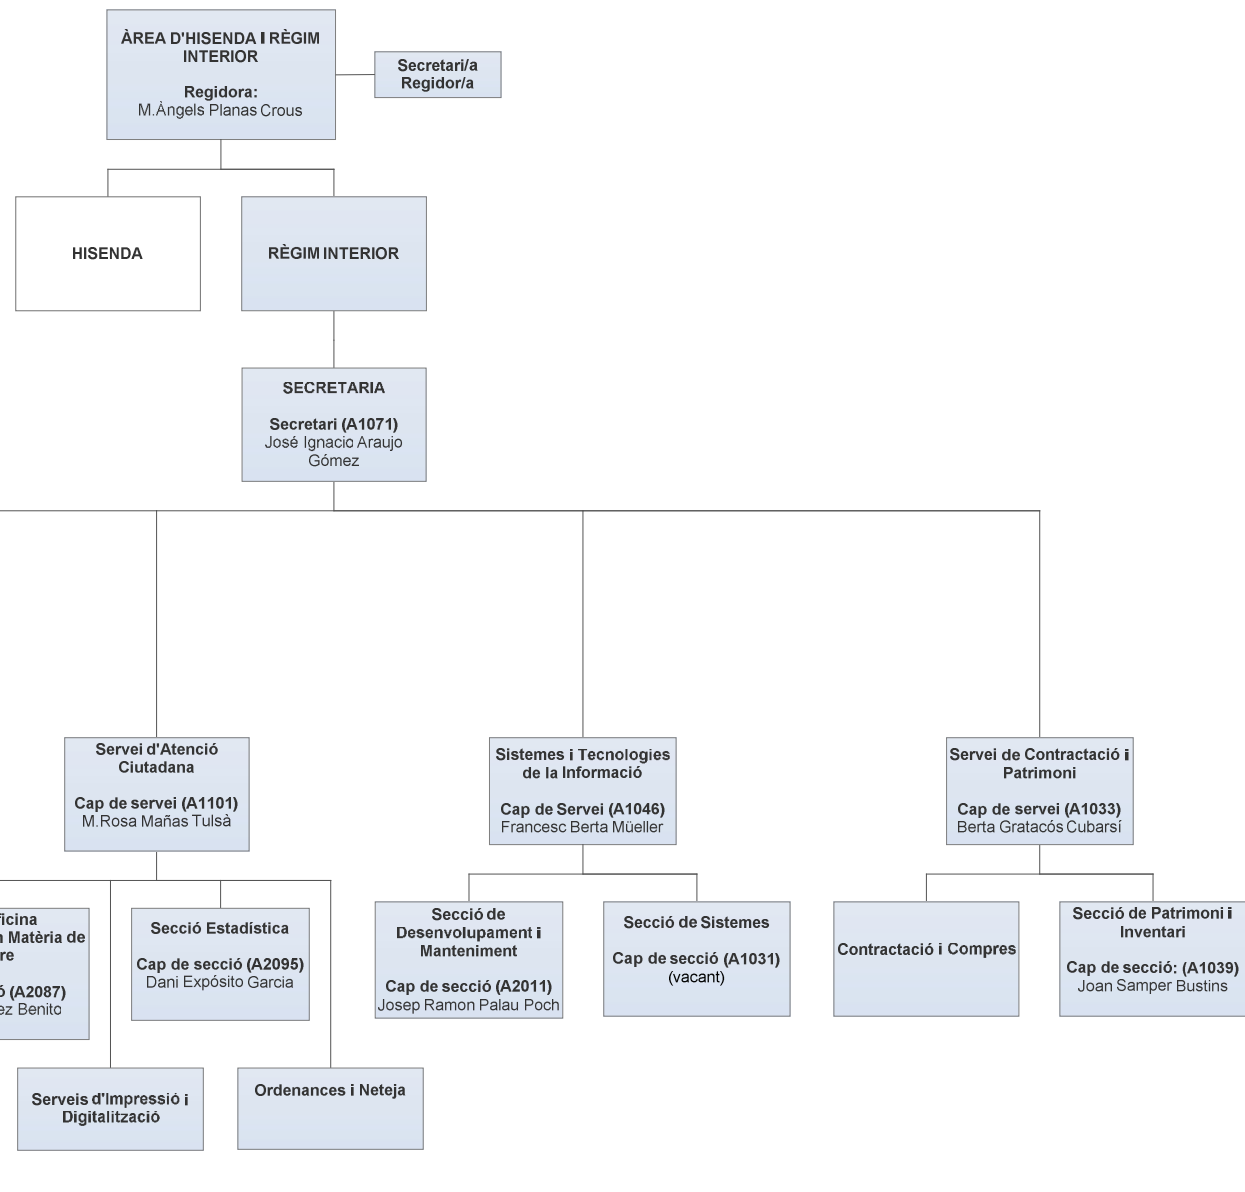 ÀREA D'HISENDA I RÈGIM
INTERIOR
Regidora:
M.Àngels Planas Crous
Secretari/a
Regidor/a
HISENDA
RÈGIM INTERIOR
SECRETARIA
Secretari (A1071)
José Ignacio Araujo
Gómez
Servei d'Atenció
Ciutadana
Cap de servei (A1101)
M.Rosa Mañas Tulsà
Sistemes i Tecnologies
de la Informació
Cap de Servei (A1046)
Francesc Berta Müeller
Servei de Contractació i
Patrimoni
Cap de servei (A1033)
Berta Gratacós Cubarsí
Matèria de
(A2087)
Benito
Secció Estadística
Cap de secció (A2095)
Dani Expósito Garcia
Secció de
Desenvolupament i
Manteniment
Cap de secció (A2011)
Josep Ramon Palau Poch
Secció de Sistemes
Cap de secció (A1031)
(vacant)
Contractació i Compres
Secció de Patrimoni i
Inventari
Cap de secció: (A1039)
Joan Samper Bustins
Serveis d'Impressió i
Digitalització
Ordenances i Neteja